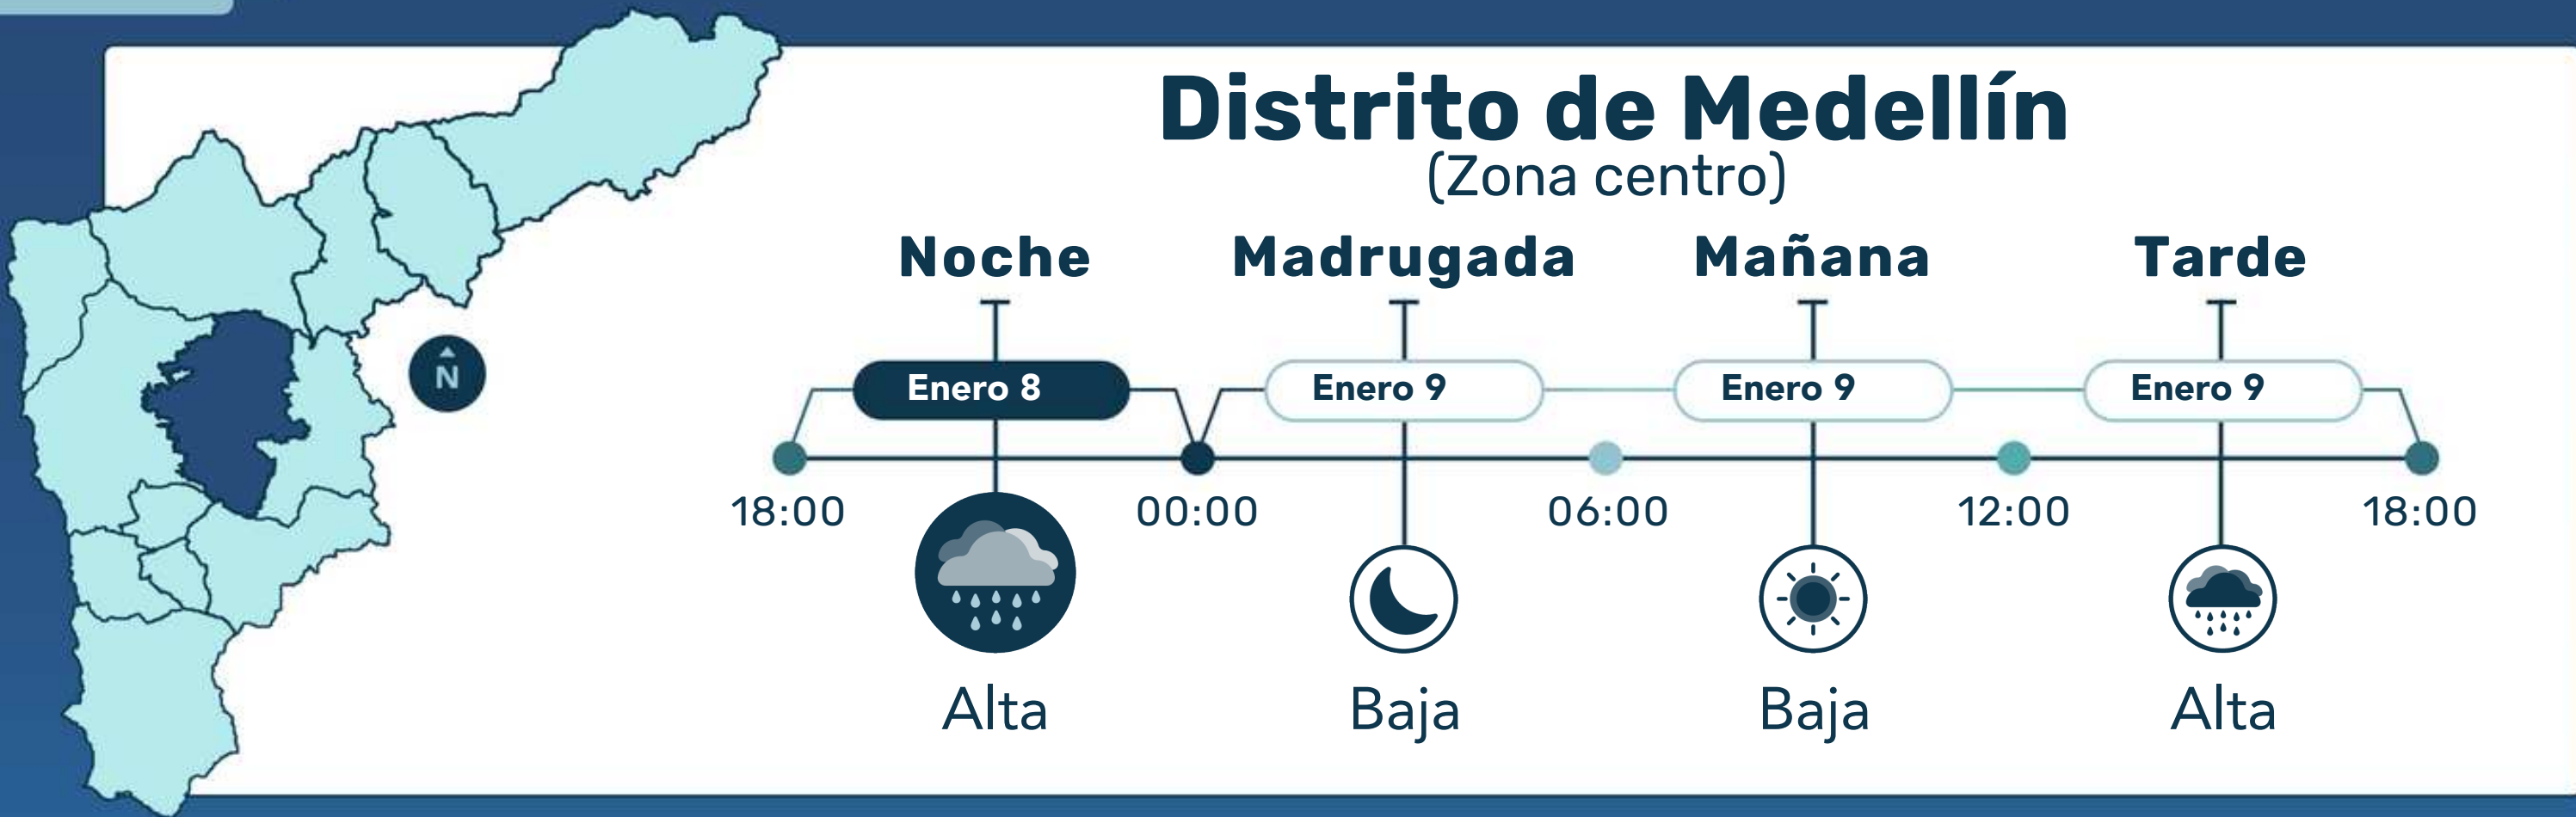 Distrito de Medellín
(Zona centro)
Noche Madrugada Mañana Tarde
N
Enero 8 Enero 9 Enero 9 Enero 9
18:00 00:00 06:00 12:00 18:00
Alta Baja Baja Alta